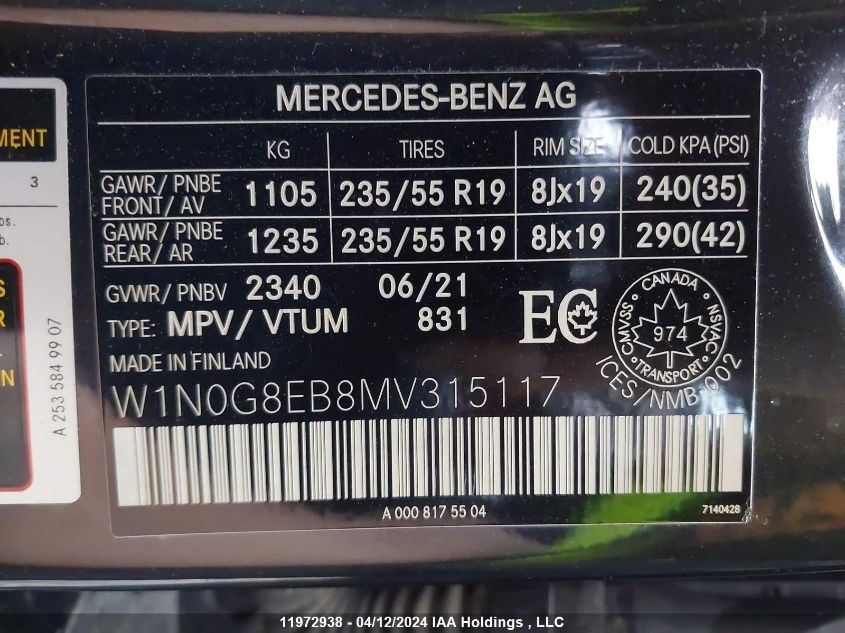 MERCEDES-BENZ AG
KG TIRES RIM SIZE COLD KPA (PSI)
GAWR/ PNBE FRONT/ AV 1105 235/55 R19 8Jx19 240(35)
GAWR/ PNBE REAR/ AR 1235 235/55 R19 8Jx19 290(42)
GVWR/ PNBV 2340 06/21
TYPE: MPV/ VTUM 831
EC
CANADA
CMVSS 974 NSVAC
TRANSPORT
ICES/NMB-002
MADE IN FINLAND
W1N0G8EB8MV315117
A 000 817 55 04
7140428
MENT
3
bs.
b.
S
R
N
A 253 584 99 07
11972938 - 04/12/2024 IAA Holdings , LLC